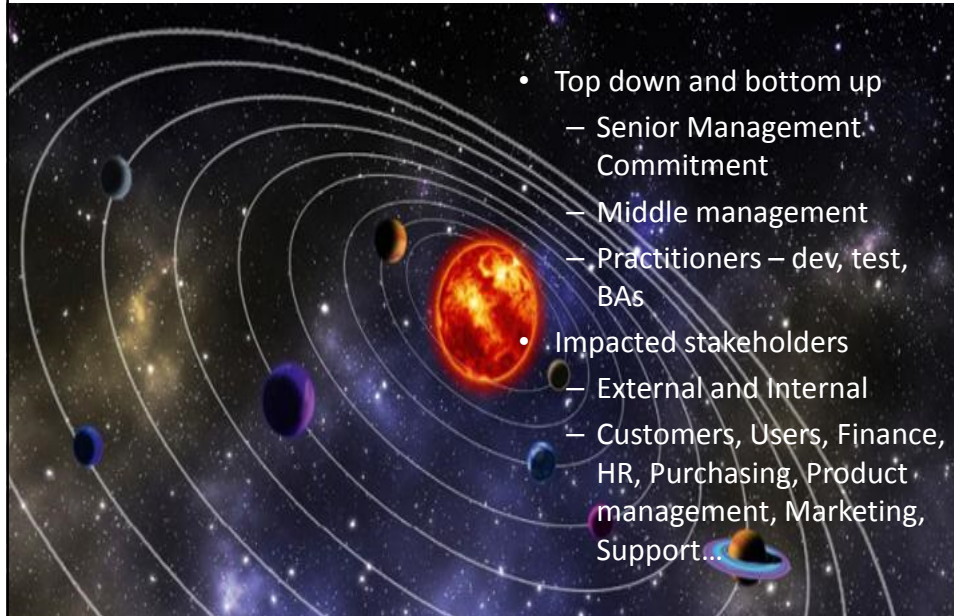 • Top down and bottom up
– Senior Management
Commitment
– Middle management
– Practitioners – dev, test,
BAs
• Impacted stakeholders
– External and Internal
– Customers, Users, Finance,
HR, Purchasing, Product
management, Marketing,
Support…